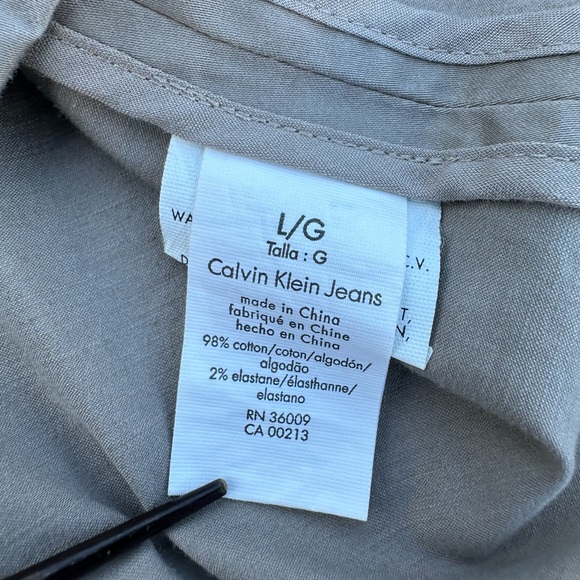 L/G
Talla : G
Calvin Klein Jeans
made in China
fabriqué en Chine
hecho en China
98% cotton/coton/algodón/
algodão
2% elastane/élasthanne/
elastano
RN 36009
CA 00213
WA
C.V.